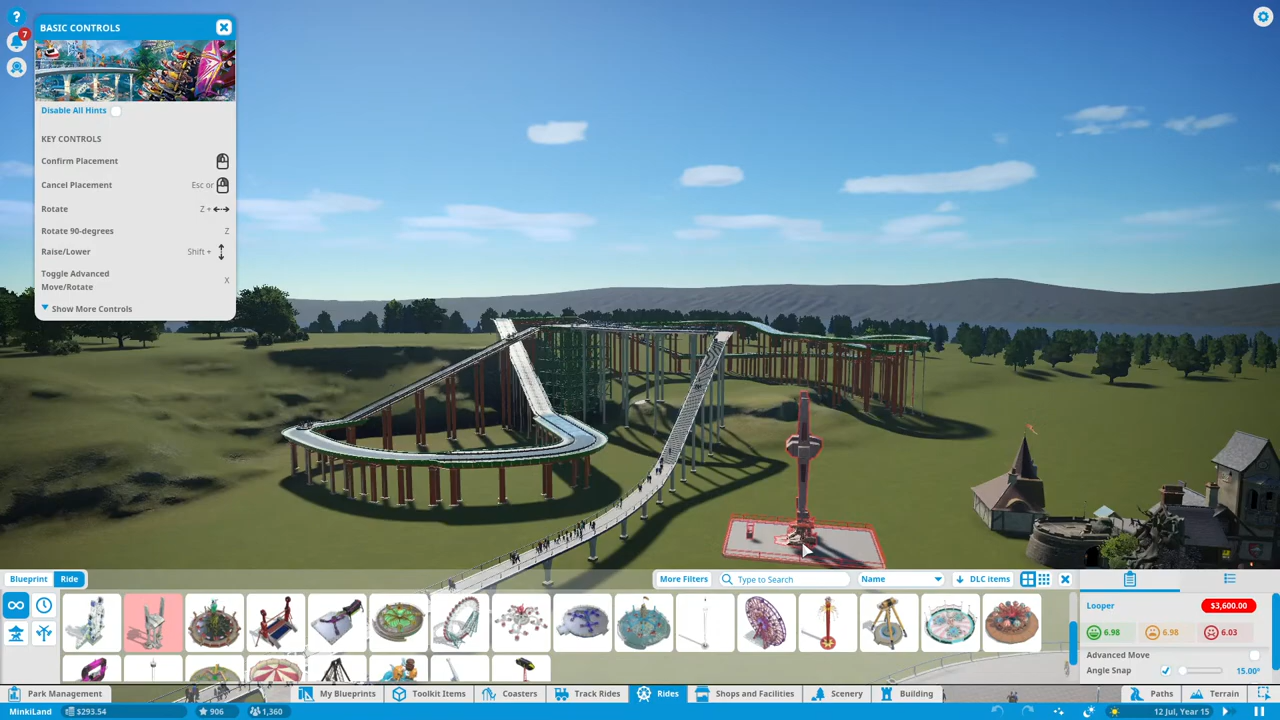 ?
BASIC CONTROLS
7
Disable All Hints
KEY CONTROLS
Confirm Placement
Cancel Placement Esc or
Rotate Z +
Rotate 90-degrees Z
Raise/Lower Shift +
Toggle Advanced
Move/Rotate X
Show More Controls
Blueprint Ride More Filters Type to Search Name DLC items
Looper $3,600.00
6.98 6.98 6.03
Advanced Move
Angle Snap 15.00°
Park Management My Blueprints Toolkit Items Coasters Track Rides Rides Shops and Facilities Scenery Building Paths Terrain
MinkiLand $293.54 906 1,360 12 Jul, Year 15